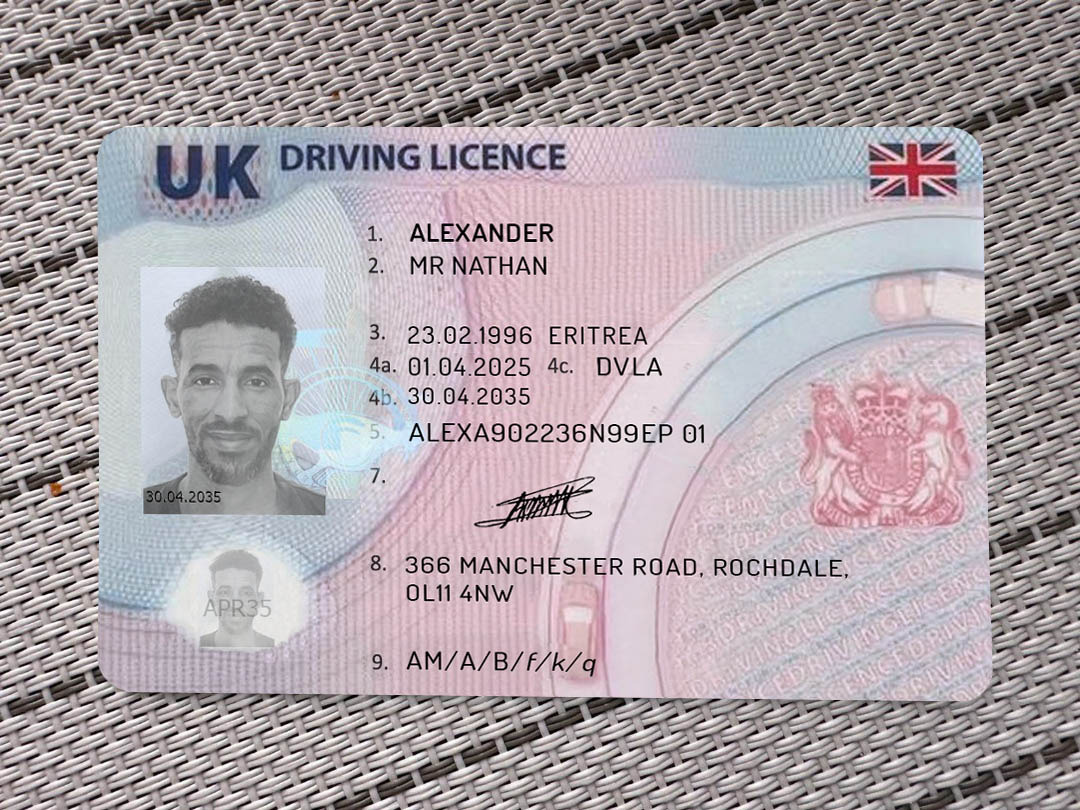 UK DRIVING LICENCE
1. ALEXANDER
2. MR NATHAN
3. 23.02.1996 ERITREA
4a. 01.04.2025 4c. DVLA
4b. 30.04.2035
5. ALEXA902236N99EP 01
7.
30.04.2035
8. 366 MANCHESTER ROAD, ROCHDALE,
OL11 4NW
APR35
9. AM/A/B/f/k/q